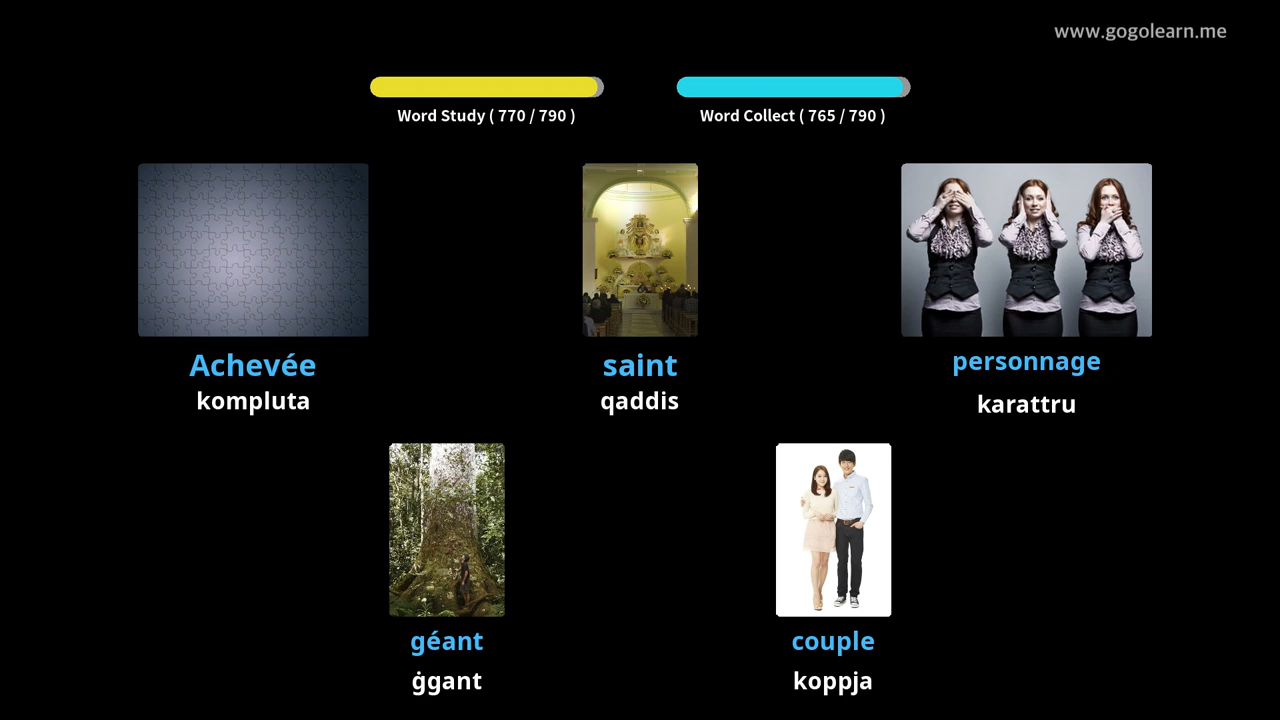 www.gogolearn.me
Word Study ( 770 / 790 )
Word Collect ( 765 / 790 )
Achevée
kompluta
saint
qaddis
personnage
karattru
géant
ġgant
couple
koppja